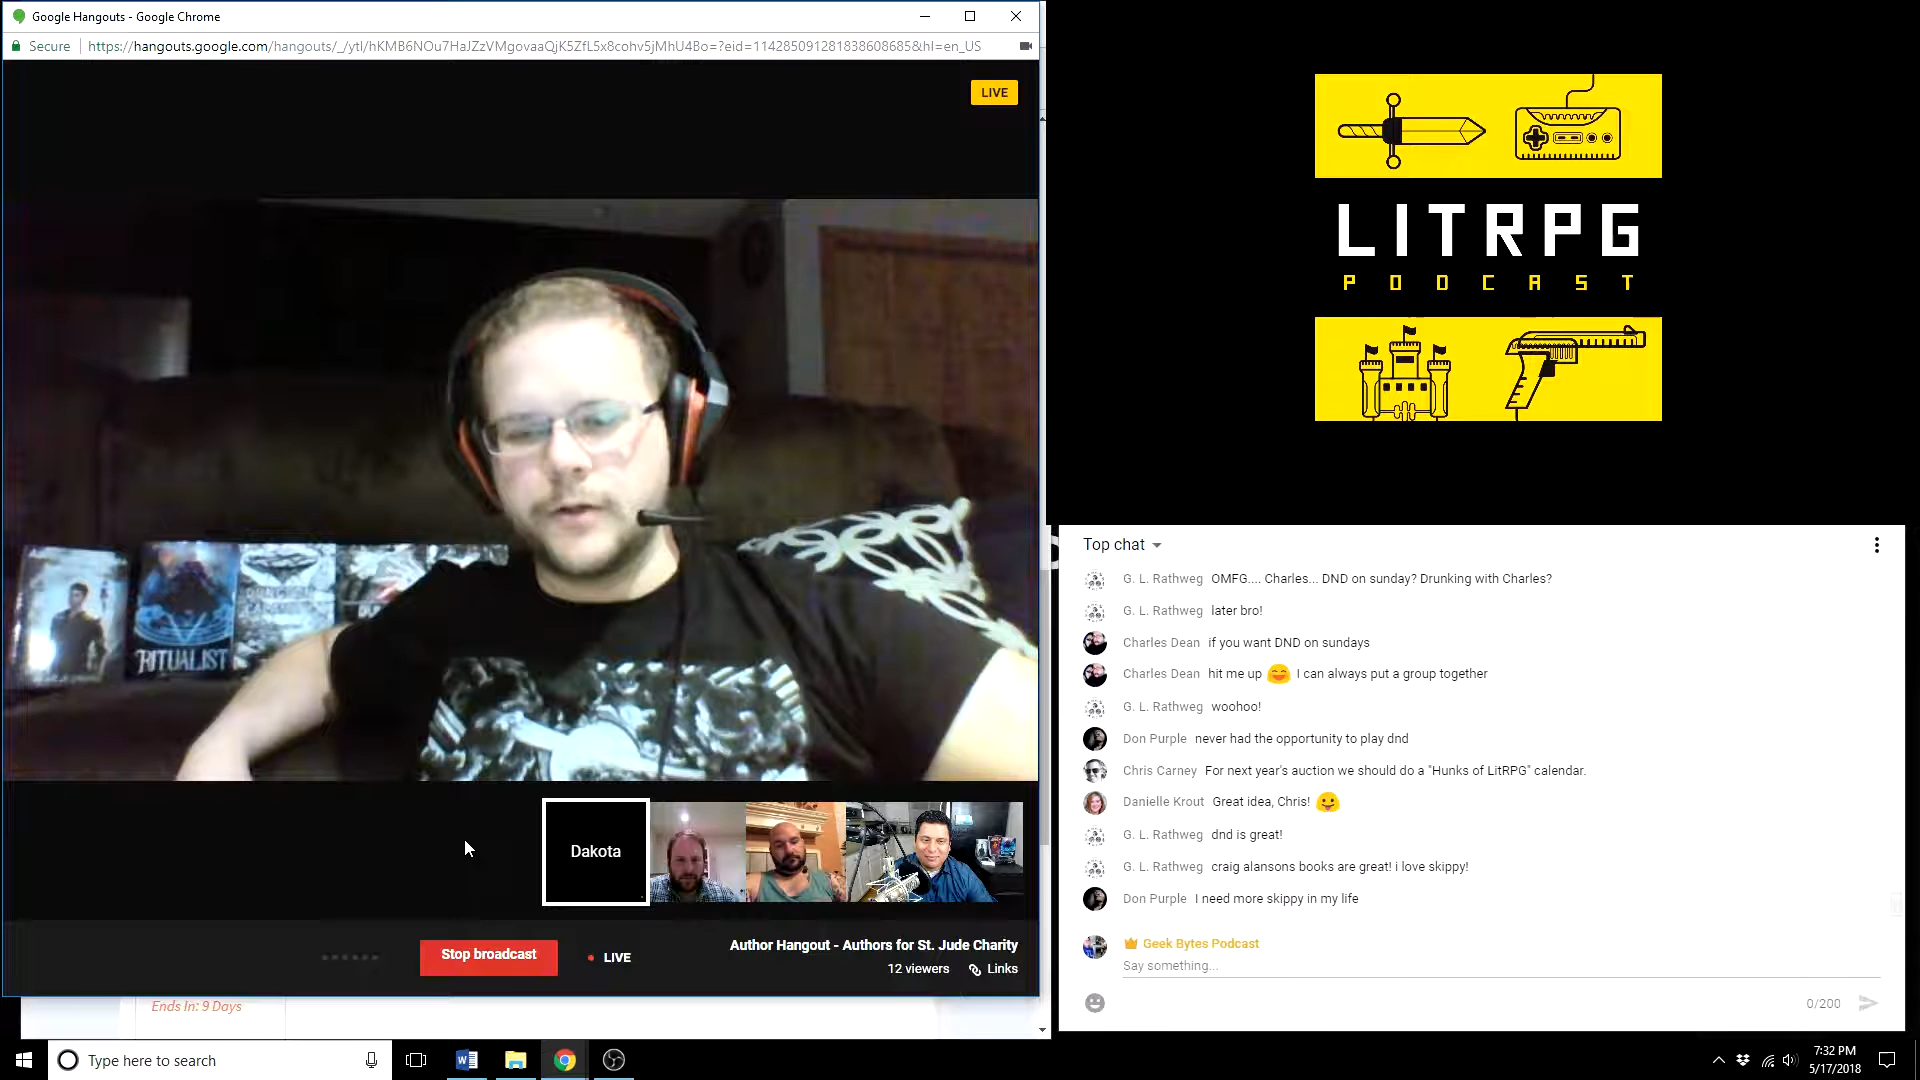 Google Hangouts - Google Chrome
Secure
https://hangouts.google.com/hangouts/_/ytl/hKMB6NOu7HaJZzVMgovaaQjK5ZfL5x8cohv5jMhU4Bo=?eid=114285091281838608685&hl=en_US
LIVE
RITUALIST
Dakota
Stop broadcast
LIVE
Author Hangout - Authors for St. Jude Charity
12 viewers
Links
Ends In: 9 Days
LITRPG
PODCAST
Top chat
G. L. Rathweg OMFG.... Charles... DND on sunday? Drunking with Charles?
G. L. Rathweg later bro!
Charles Dean if you want DND on sundays
Charles Dean hit me up 😄 I can always put a group together
G. L. Rathweg woohoo!
Don Purple never had the opportunity to play dnd
Chris Carney For next year's auction we should do a "Hunks of LitRPG" calendar.
Danielle Krout Great idea, Chris! 😛
G. L. Rathweg dnd is great!
G. L. Rathweg craig alansons books are great! i love skippy!
Don Purple I need more skippy in my life
Geek Bytes Podcast
Say something...
0/200
Type here to search
7:32 PM
5/17/2018